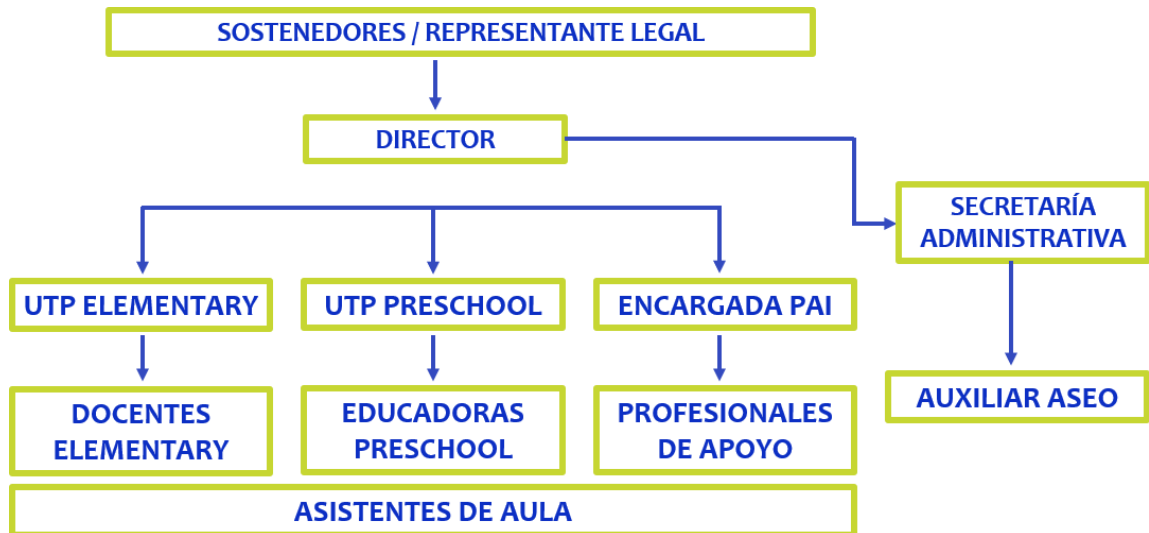 SOSTENEDORES / REPRESENTANTE LEGAL
DIRECTOR
SECRETARÍA
ADMINISTRATIVA
UTP ELEMENTARY
UTP PRESCHOOL
ENCARGADA PAI
DOCENTES
ELEMENTARY
EDUCADORAS
PRESCHOOL
PROFESIONALES
DE APOYO
AUXILIAR ASEO
ASISTENTES DE AULA